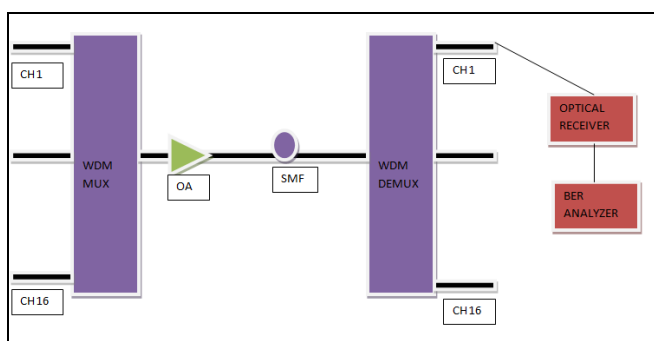 CH1
WDM
MUX
CH16
OA
SMF
WDM
DEMUX
CH1
CH16
OPTICAL
RECEIVER
BER
ANALYZER